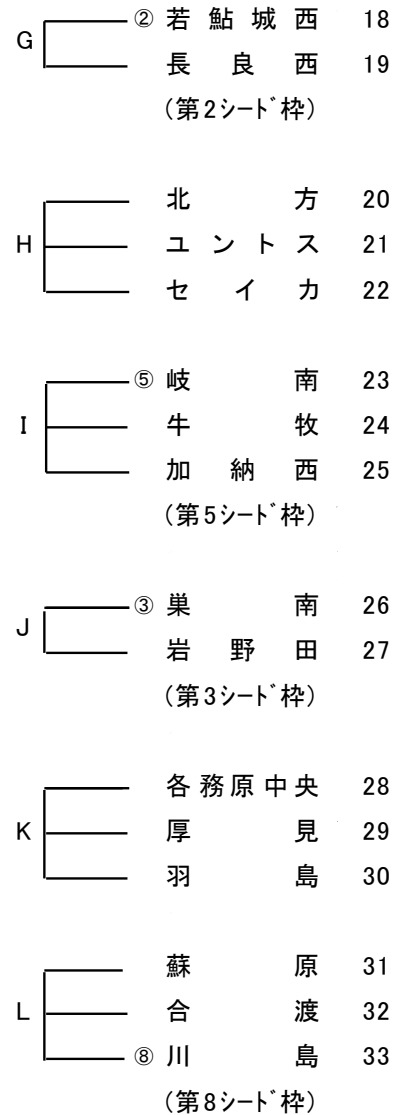 G ② 若鮎城西 18
長良西 19
(第2シード枠)
北方 20
H ユントス 21
セイカ 22
⑤ 岐南 23
I 牛牧 24
加納西 25
(第5シード枠)
J ③ 巣南 26
岩野田 27
(第3シード枠)
各務原中央 28
K 厚見 29
羽島 30
蘇原 31
L 合渡 32
⑧ 川島 33
(第8シード枠)